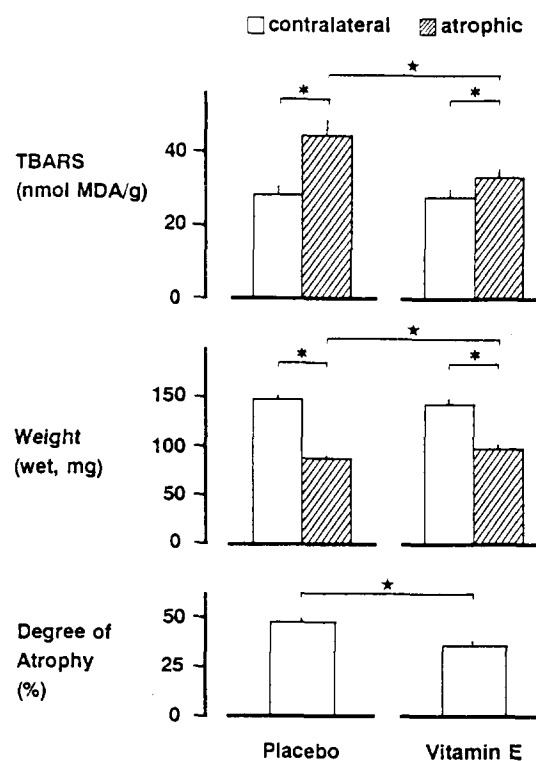 contralateral atrophic
★
* *
TBARS
(nmol MDA/g)
40
20
0
★
* *
Weight
(wet, mg)
150
100
50
0
★
Degree of
Atrophy
(%)
50
25
0
Placebo Vitamin E